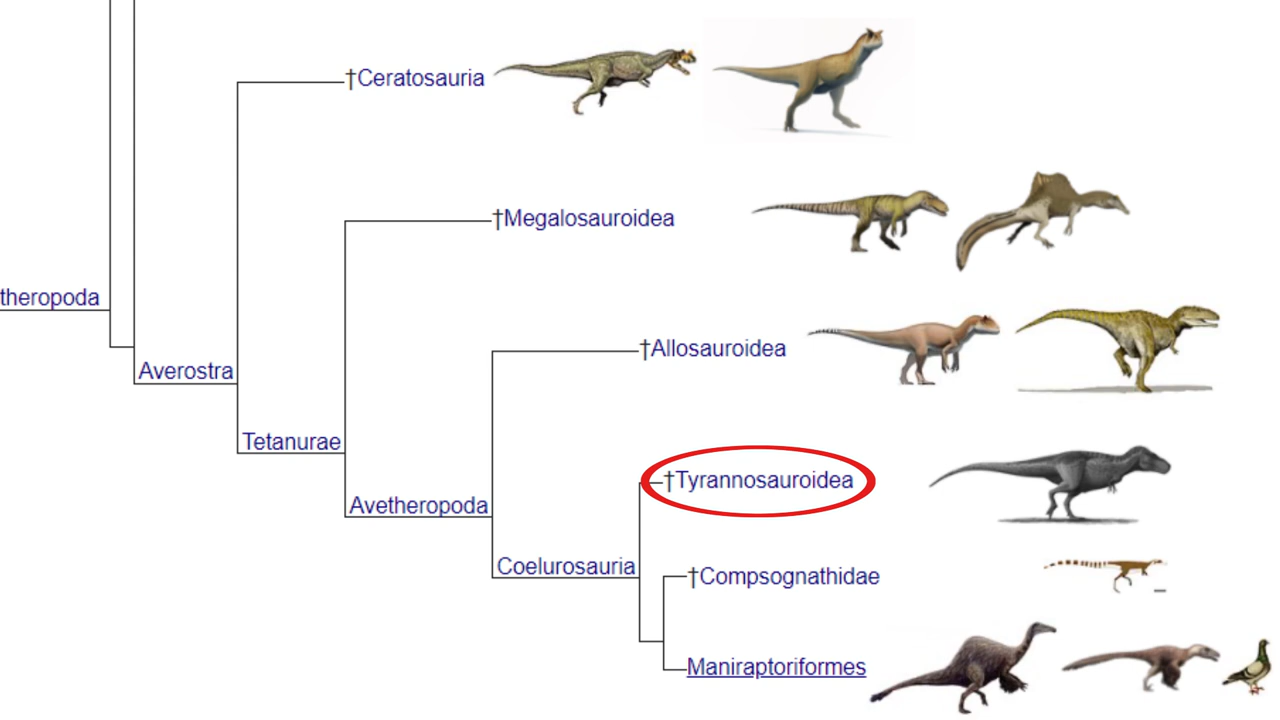 †Ceratosauria
†Megalosauroidea
theropoda
†Allosauroidea
Averostra
Tetanurae
†Tyrannosauroidea
Avetheropoda
Coelurosauria
†Compsognathidae
Maniraptoriformes